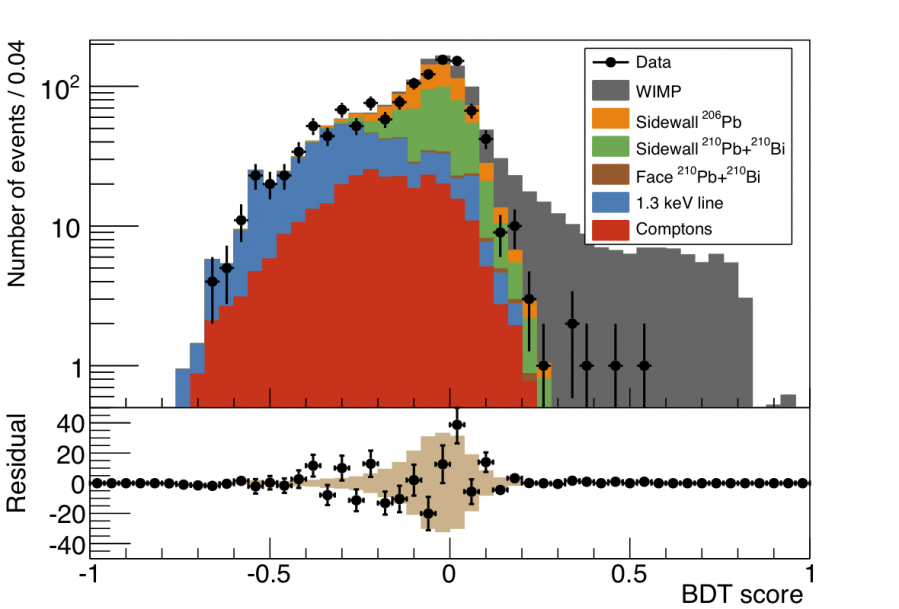 Number of events / 0.04
10²
10
1
Data
WIMP
Sidewall ²⁰⁶Pb
Sidewall ²¹⁰Pb+²¹⁰Bi
Face ²¹⁰Pb+²¹⁰Bi
1.3 keV line
Comptons
Residual
40
20
0
-20
-40
-1 -0.5 0 0.5 1
BDT score